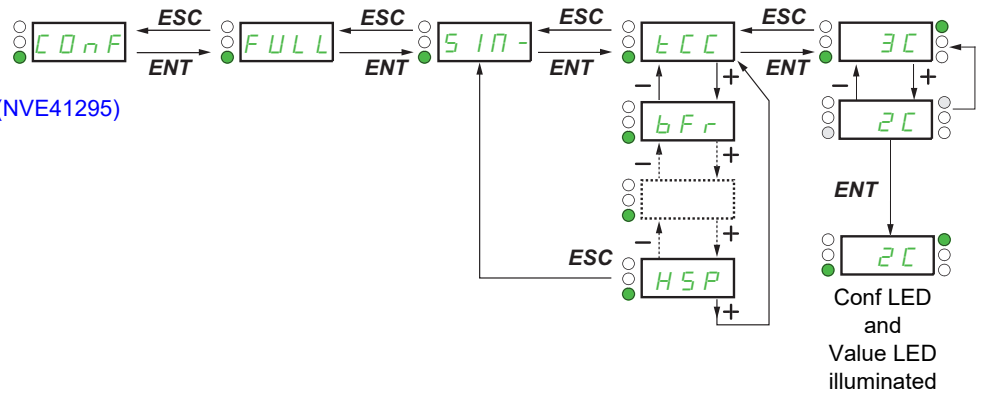 ESC ESC ESC ESC
COnF FULL SIM- tCC 3C
ENT ENT ENT ENT
(NVE41295)
− + − +
bFr 2C
− +
ENT
− +
ESC
HSP 2C
+
Conf LED
and
Value LED
illuminated